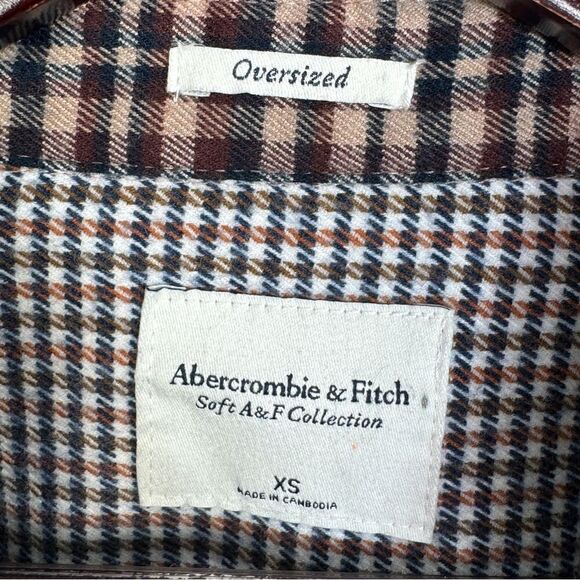 Oversized
Abercrombie & Fitch
Soft A&F Collection
XS
MADE IN CAMBODIA